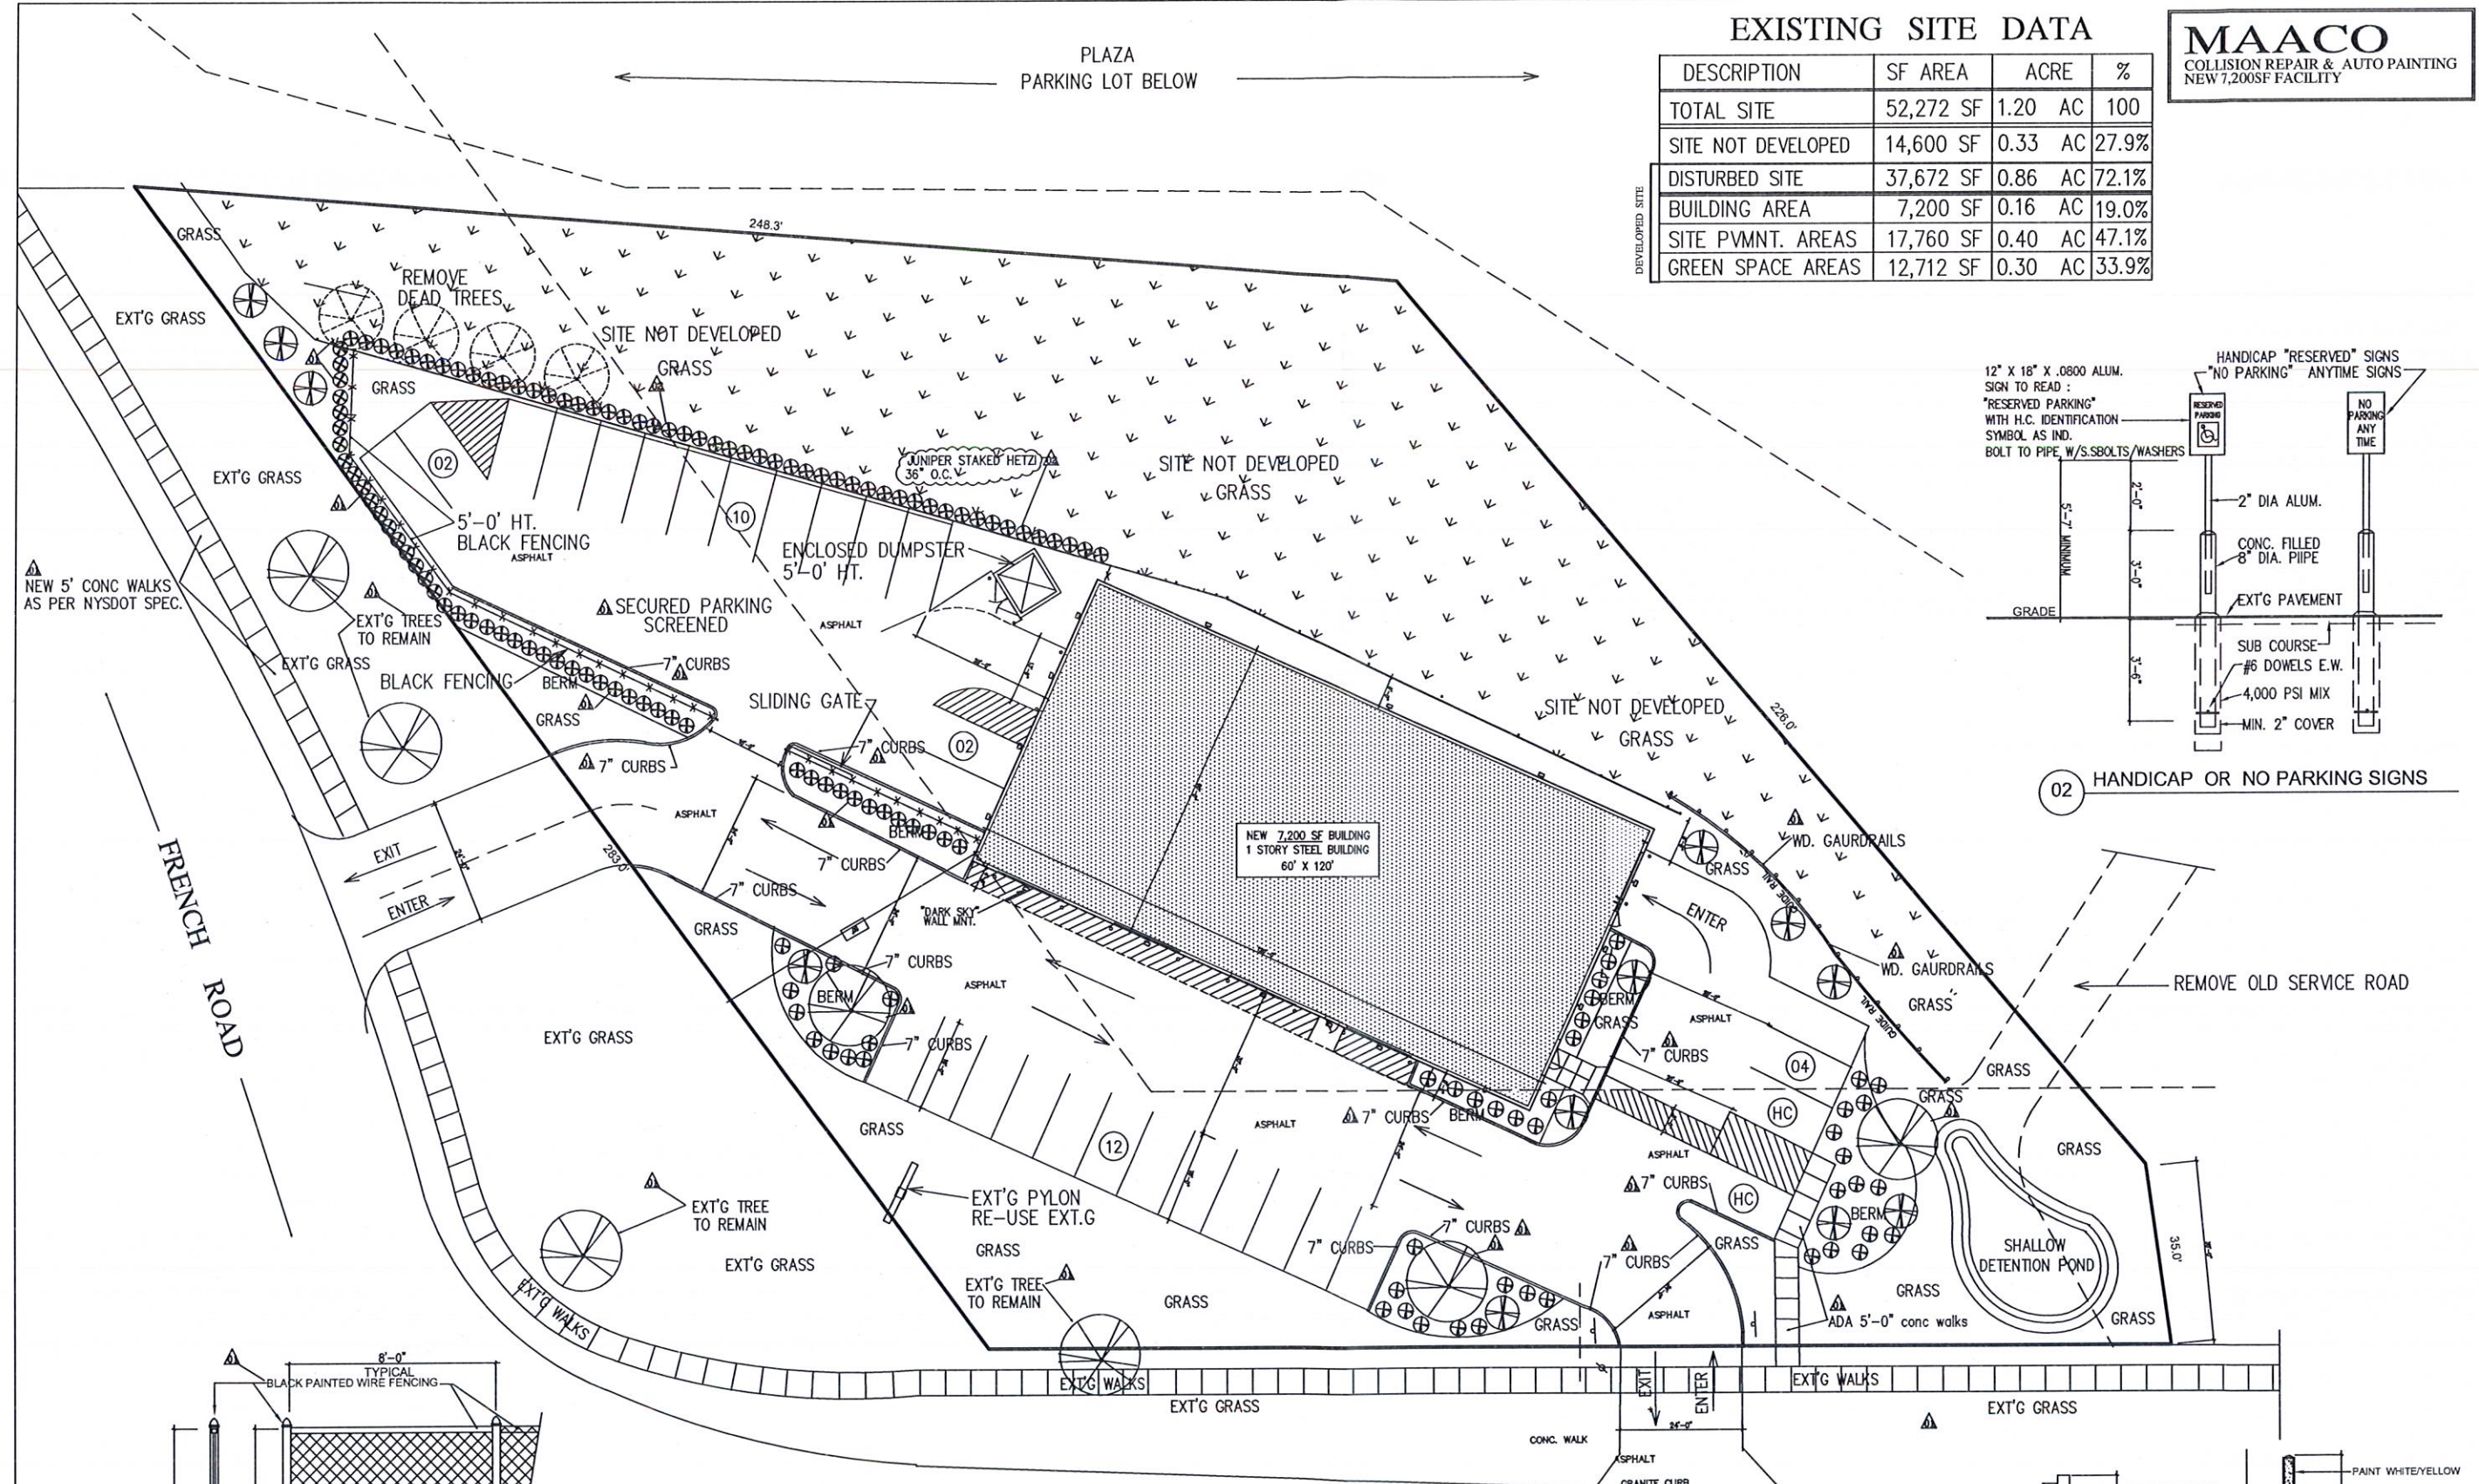 PLAZA
PARKING LOT BELOW
EXISTING SITE DATA
DESCRIPTION SF AREA ACRE %
TOTAL SITE 52,272 SF 1.20 AC 100
SITE NOT DEVELOPED 14,600 SF 0.33 AC 27.9%
DISTURBED SITE 37,672 SF 0.86 AC 72.1%
BUILDING AREA 7,200 SF 0.16 AC 19.0%
SITE PVMNT. AREAS 17,760 SF 0.40 AC 47.1%
GREEN SPACE AREAS 12,712 SF 0.30 AC 33.9%
DEVELOPED SITE
MAACO
COLLISION REPAIR & AUTO PAINTING
NEW 7,200SF FACILITY
248.3'
GRASS
REMOVE
DEAD TREES
EXT'G GRASS
SITE NOT DEVELOPED
GRASS
GRASS
02
EXT'G GRASS
10
JUNIPER STAKED HETZI
36" O.C.
SITE NOT DEVELOPED
GRASS
5'-0' HT.
BLACK FENCING
ASPHALT
ENCLOSED DUMPSTER
5'-0' HT.
NEW 5' CONC WALKS
AS PER NYSDOT SPEC.
EXT'G TREES
TO REMAIN
SECURED PARKING
SCREENED
ASPHALT
EXT'G GRASS
BLACK FENCING
BERM
7" CURBS
GRASS
SLIDING GATE
7" CURBS
02
7" CURBS
SITE NOT DEVELOPED
GRASS
226.0'
12" X 18" X .0800 ALUM.
SIGN TO READ :
"RESERVED PARKING"
WITH H.C. IDENTIFICATION
SYMBOL AS IND.
BOLT TO PIPE W/S.SBOLTS/WASHERS
HANDICAP "RESERVED" SIGNS
"NO PARKING" ANYTIME SIGNS
RESERVED
PARKING
NO
PARKING
ANY
TIME
2'-0"
5'-7" MINIMUM
3'-0"
3'-6"
2" DIA ALUM.
CONC. FILLED
8" DIA. PIIPE
EXT'G PAVEMENT
GRADE
SUB COURSE
#6 DOWELS E.W.
4,000 PSI MIX
MIN. 2" COVER
02 HANDICAP OR NO PARKING SIGNS
FRENCH ROAD
EXIT
ENTER
24'-0"
283.0'
ASPHALT
BERM
7" CURBS
7" CURBS
"DARK SKY"
WALL MNT.
NEW 7,200 SF BUILDING
1 STORY STEEL BUILDING
60' X 120'
WD. GAURDRAILS
GRASS
GUIDE RAIL
ENTER
GRASS
7" CURBS
BERM
7" CURBS
ASPHALT
EXT'G GRASS
BERM
GRASS
7" CURBS
ASPHALT
WD. GAURDRAILS
GRASS
GUIDE RAIL
REMOVE OLD SERVICE ROAD
04
GRASS
GRASS
HC
GRASS
12
GRASS
ASPHALT
7" CURBS
BERM
ASPHALT
7" CURBS
HC
EXT'G TREE
TO REMAIN
EXT'G PYLON
RE-USE EXT.G
GRASS
EXT'G GRASS
EXT'G TREE
TO REMAIN
GRASS
7" CURBS
7" CURBS
7" CURBS
GRASS
BERM
ASPHALT
GRASS
SHALLOW
DETENTION POND
35.0'
GRASS
ADA 5'-0" conc walks
GRASS
EXT'G WALKS
EXT'G WALKS
EXT'G GRASS
EXIT
ENTER
24'-0"
EXT'G WALKS
EXT'G GRASS
CONC. WALK
ASPHALT
GRANITE CURB
8'-0"
TYPICAL
BLACK PAINTED WIRE FENCING
PAINT WHITE/YELLOW